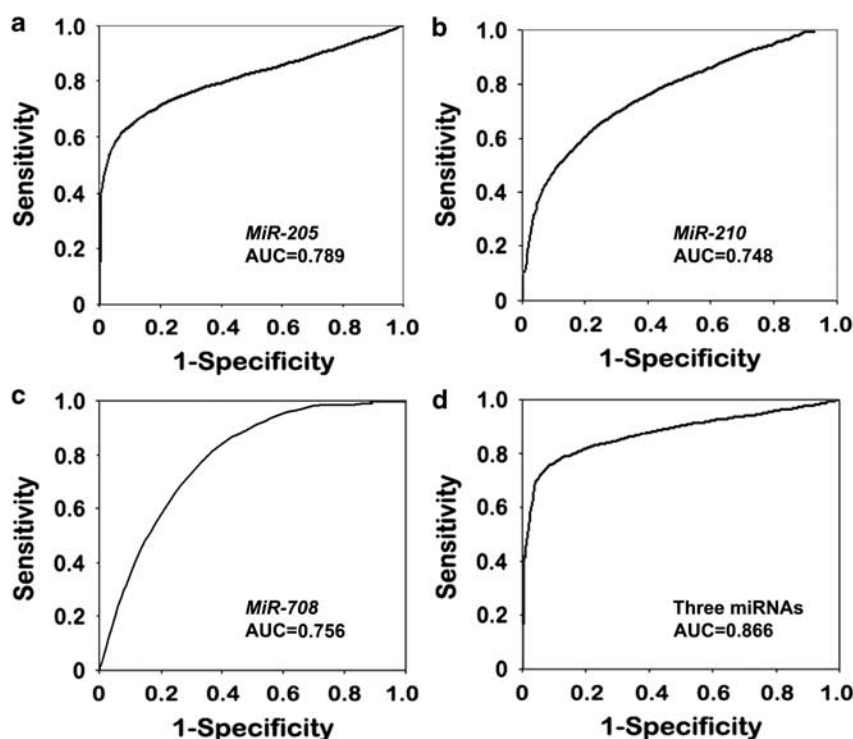 a
1.0
0.8
0.6
0.4
0.2
0
Sensitivity
MiR-205
AUC=0.789
0 0.2 0.4 0.6 0.8 1.0
1-Specificity
b
1.0
0.8
0.6
0.4
0.2
0
Sensitivity
MiR-210
AUC=0.748
0 0.2 0.4 0.6 0.8 1.0
1-Specificity
c
1.0
0.8
0.6
0.4
0.2
0
Sensitivity
MiR-708
AUC=0.756
0 0.2 0.4 0.6 0.8 1.0
1-Specificity
d
1.0
0.8
0.6
0.4
0.2
0
Sensitivity
Three miRNAs
AUC=0.866
0 0.2 0.4 0.6 0.8 1.0
1-Specificity